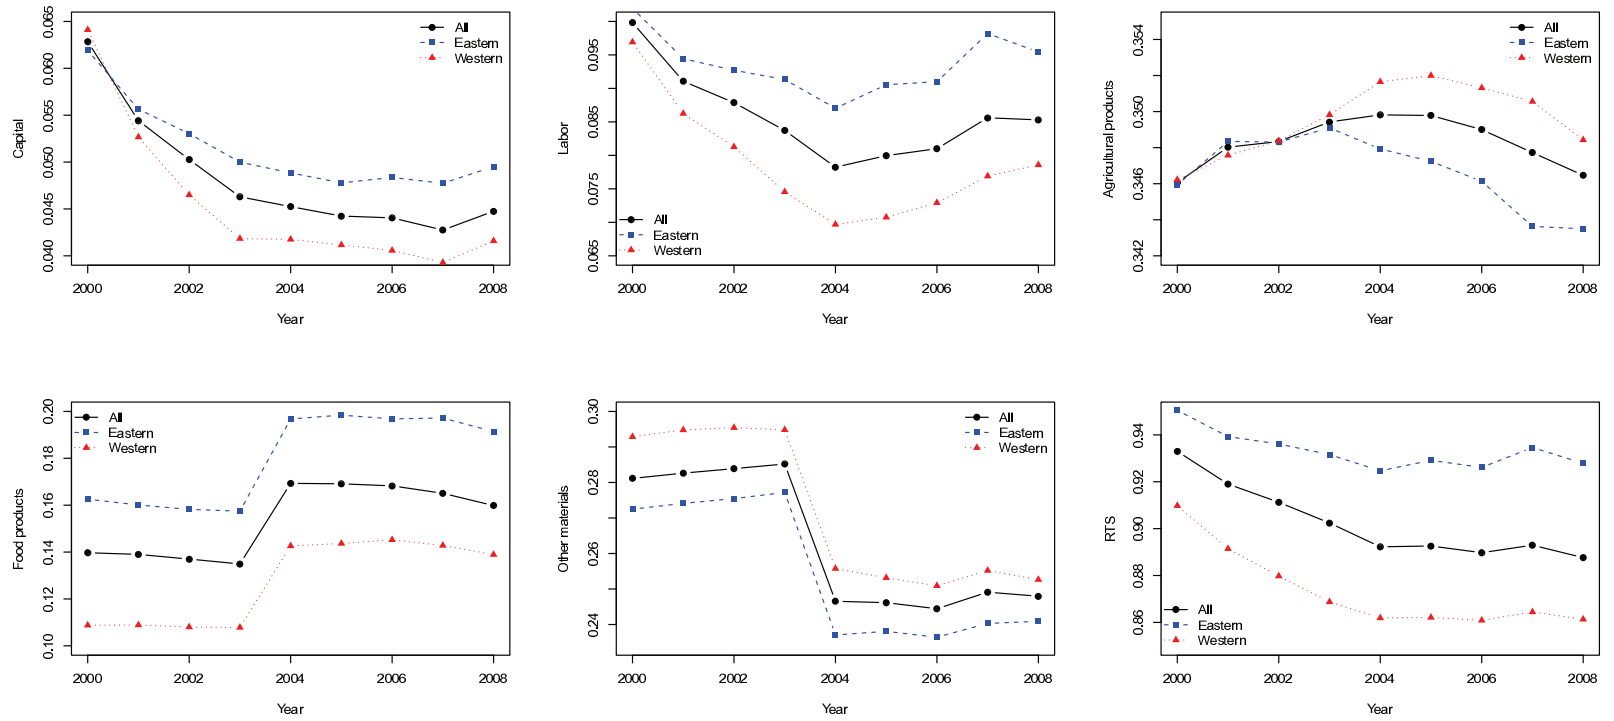 Capital
0.040 0.045 0.050 0.055 0.060 0.065
All
Eastern
Western
2000 2002 2004 2006 2008
Year
Labor
0.065 0.075 0.085 0.095
All
Eastern
Western
2000 2002 2004 2006 2008
Year
Agricultural products
0.342 0.346 0.350 0.354
All
Eastern
Western
2000 2002 2004 2006 2008
Year
Food products
0.10 0.12 0.14 0.16 0.18 0.20
All
Eastern
Western
2000 2002 2004 2006 2008
Year
Other materials
0.24 0.26 0.28 0.30
All
Eastern
Western
2000 2002 2004 2006 2008
Year
RTS
0.86 0.88 0.90 0.92 0.94
All
Eastern
Western
2000 2002 2004 2006 2008
Year